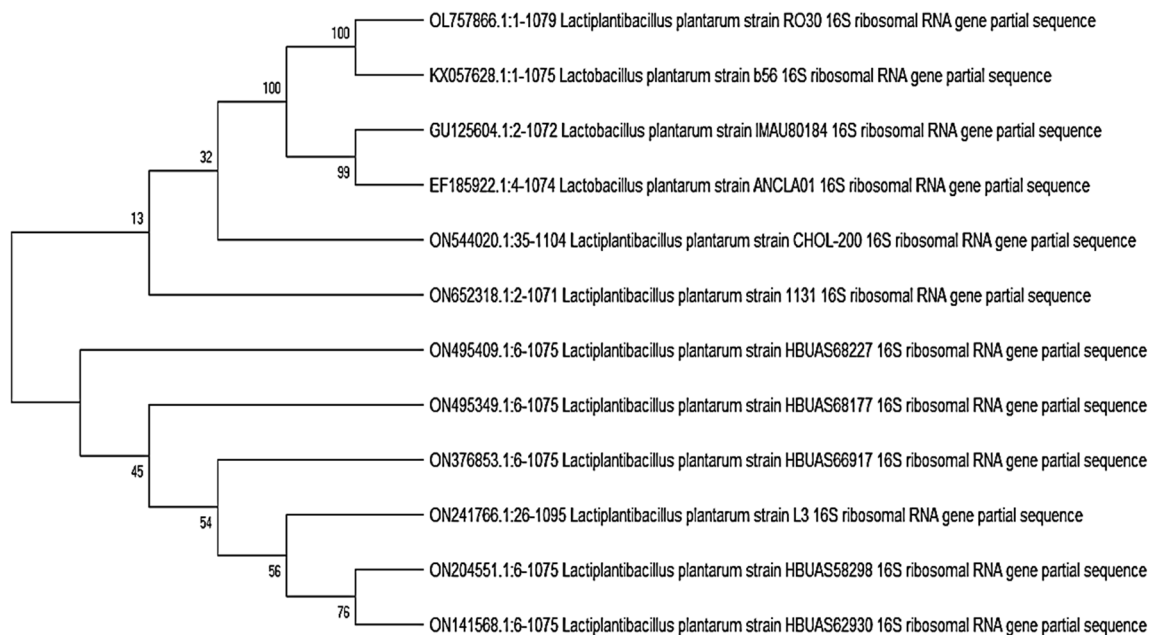 OL757866.1:1-1079 Lactiplantibacillus plantarum strain RO30 16S ribosomal RNA gene partial sequence
100
KX057628.1:1-1075 Lactobacillus plantarum strain b56 16S ribosomal RNA gene partial sequence
100
GU125604.1:2-1072 Lactobacillus plantarum strain IMAU80184 16S ribosomal RNA gene partial sequence
32
99
EF185922.1:4-1074 Lactobacillus plantarum strain ANCLA01 16S ribosomal RNA gene partial sequence
13
ON544020.1:35-1104 Lactiplantibacillus plantarum strain CHOL-200 16S ribosomal RNA gene partial sequence
ON652318.1:2-1071 Lactiplantibacillus plantarum strain 1131 16S ribosomal RNA gene partial sequence
ON495409.1:6-1075 Lactiplantibacillus plantarum strain HBUAS68227 16S ribosomal RNA gene partial sequence
ON495349.1:6-1075 Lactiplantibacillus plantarum strain HBUAS68177 16S ribosomal RNA gene partial sequence
45
ON376853.1:6-1075 Lactiplantibacillus plantarum strain HBUAS66917 16S ribosomal RNA gene partial sequence
54
ON241766.1:26-1095 Lactiplantibacillus plantarum strain L3 16S ribosomal RNA gene partial sequence
56
ON204551.1:6-1075 Lactiplantibacillus plantarum strain HBUAS58298 16S ribosomal RNA gene partial sequence
76
ON141568.1:6-1075 Lactiplantibacillus plantarum strain HBUAS62930 16S ribosomal RNA gene partial sequence